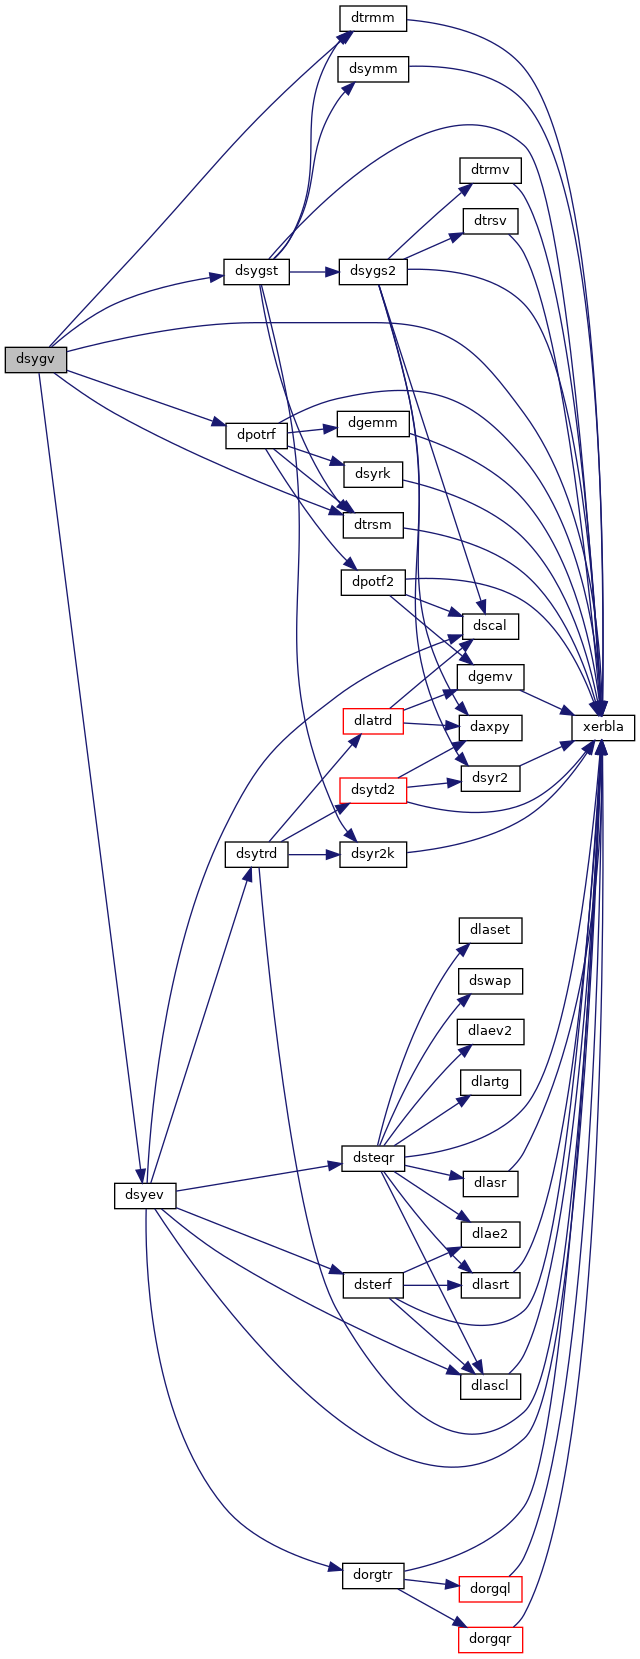 dtrmm
dsymm
dtrmv
dtrsv
dsygst
dsygs2
dsygv
dgemm
dpotrf
dsyrk
dtrsm
dpotf2
dscal
dgemv
dlatrd
daxpy
xerbla
dsyr2
dsytd2
dsytrd
dsyr2k
dlaset
dswap
dlaev2
dlartg
dsteqr
dlasr
dsyev
dlae2
dsterf
dlasrt
dlascl
dorgtr
dorgql
dorgqr